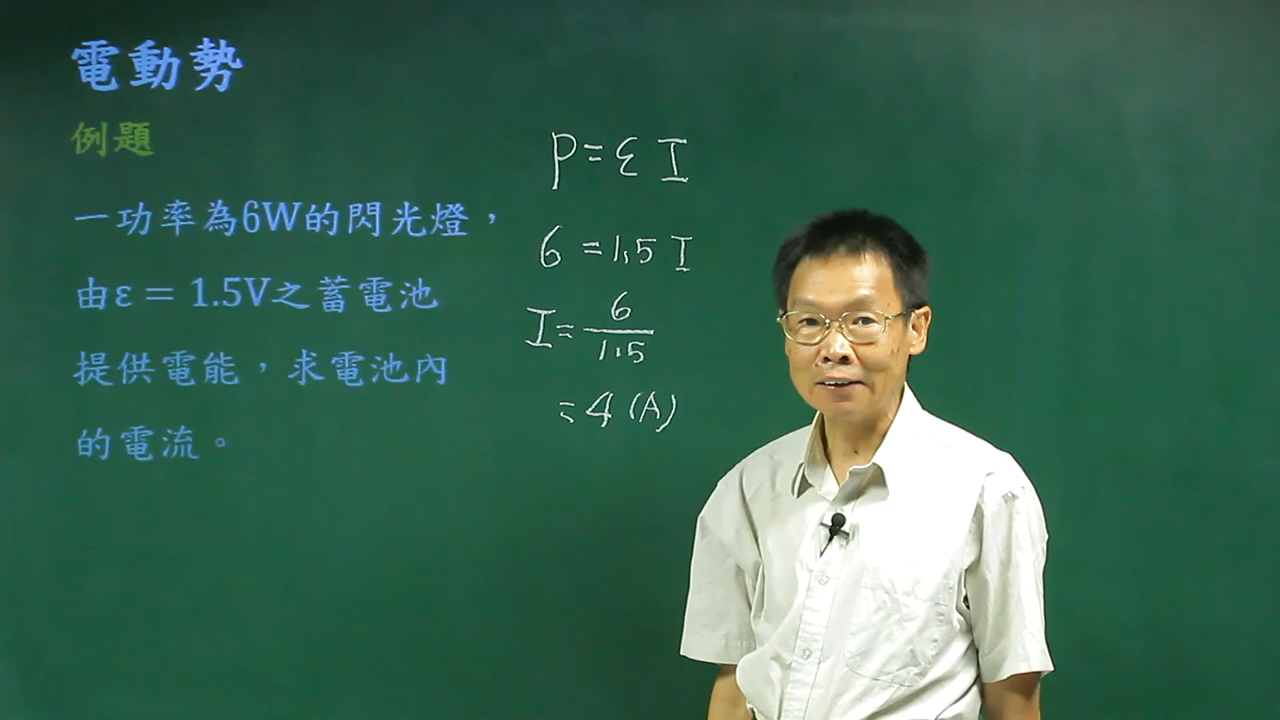 電動勢
例題
一功率為6W的閃光燈，
由ε = 1.5V之蓄電池
提供電能，求電池內
的電流。
P=ε I
6 =1.5 I
I= 6/1.5
=4 (A)